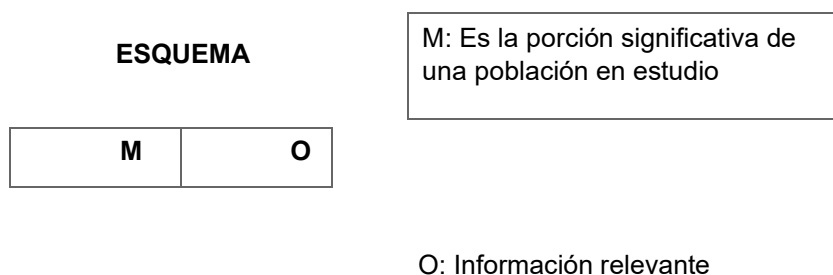 ESQUEMA
M: Es la porción significativa de
una población en estudio
M O
O: Información relevante